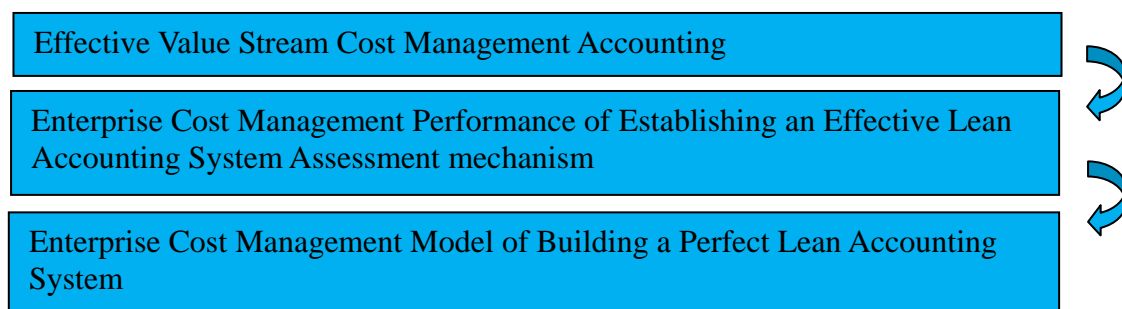 Effective Value Stream Cost Management Accounting
Enterprise Cost Management Performance of Establishing an Effective Lean
Accounting System Assessment mechanism
Enterprise Cost Management Model of Building a Perfect Lean Accounting
System